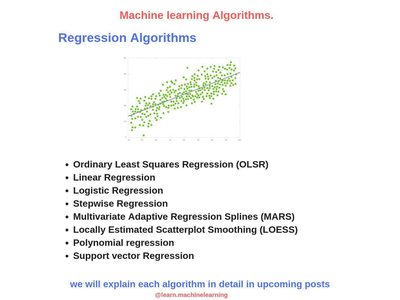 Machine learning Algorithms.
Regression Algorithms
• Ordinary Least Squares Regression (OLSR)
• Linear Regression
• Logistic Regression
• Stepwise Regression
• Multivariate Adaptive Regression Splines (MARS)
• Locally Estimated Scatterplot Smoothing (LOESS)
• Polynomial regression
• Support vector Regression
we will explain each algorithm in detail in upcoming posts
@learn.machinelearning